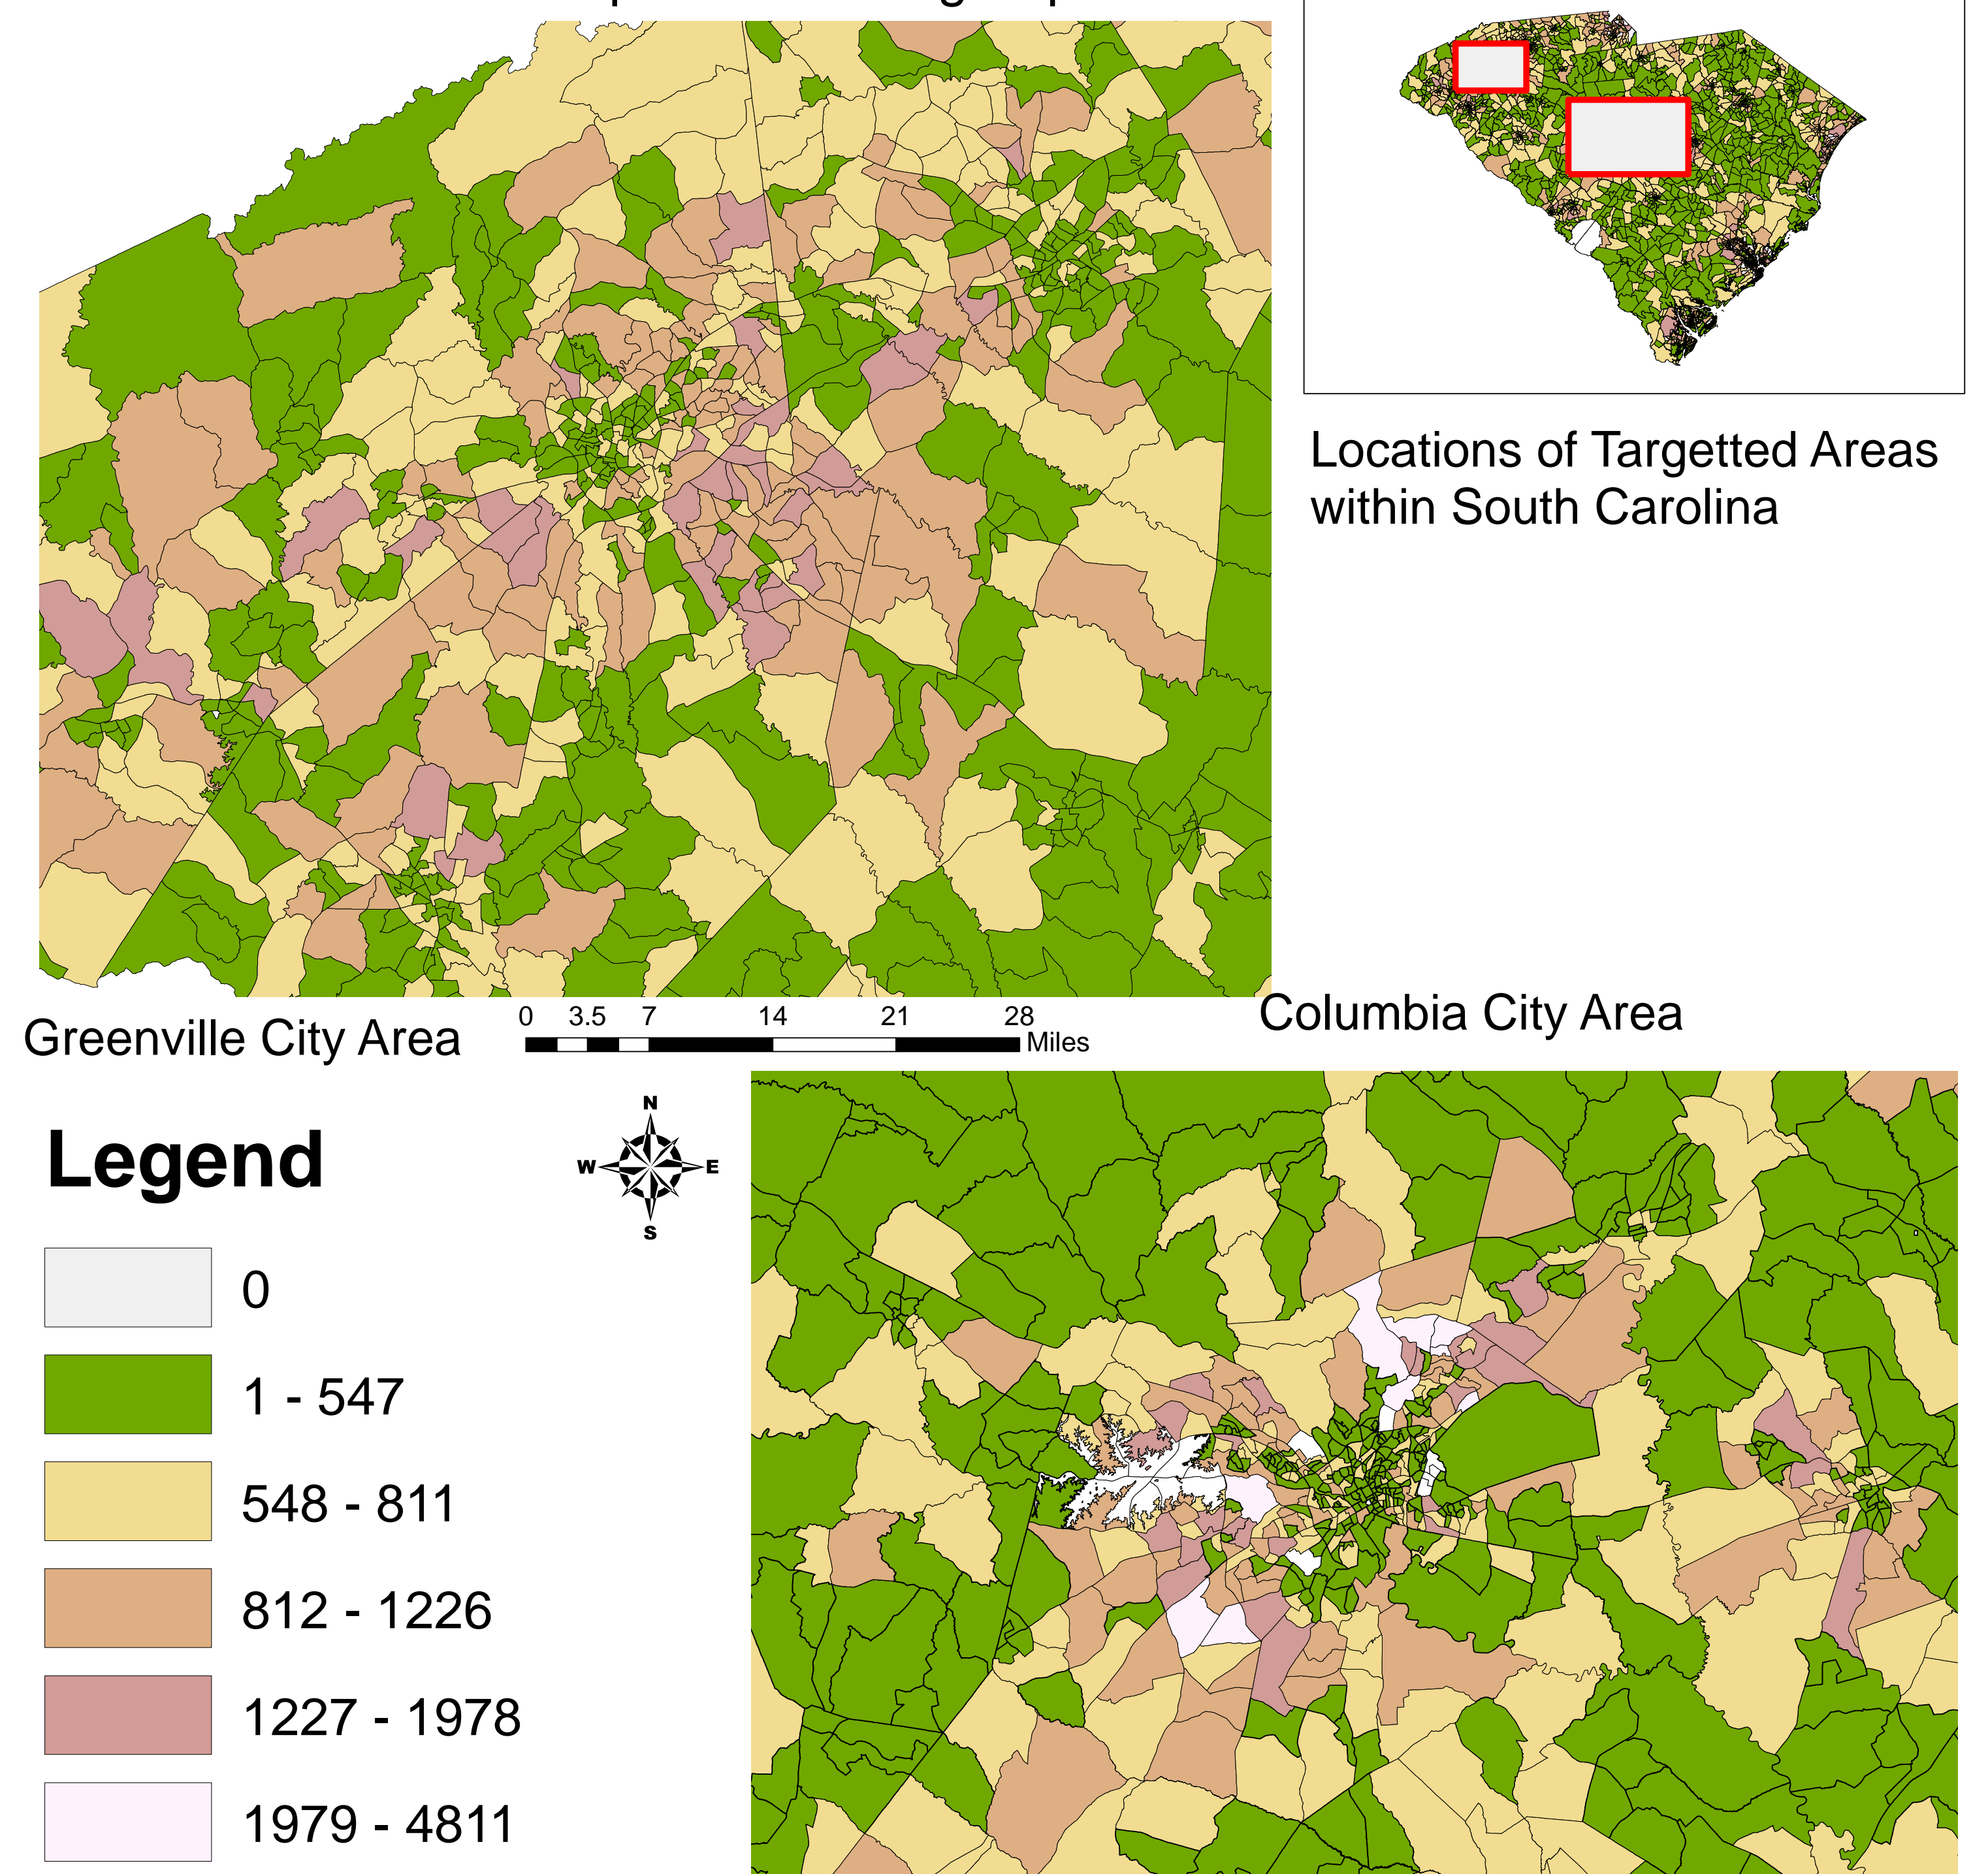 Locations of Targetted Areas
within South Carolina
Greenville City Area
0 3.5 7 14 21 28
Miles
Columbia City Area
N
W E
S
Legend
0
1 - 547
548 - 811
812 - 1226
1227 - 1978
1979 - 4811